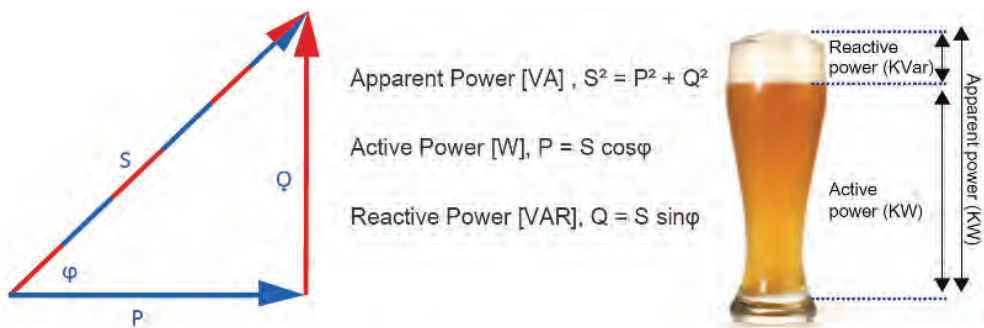 S
Q
φ
P
Apparent Power [VA] , S² = P² + Q²
Active Power [W], P = S cosφ
Reactive Power [VAR], Q = S sinφ
Reactive
power (KVar)
Active
power (KW)
Apparent power (KW)